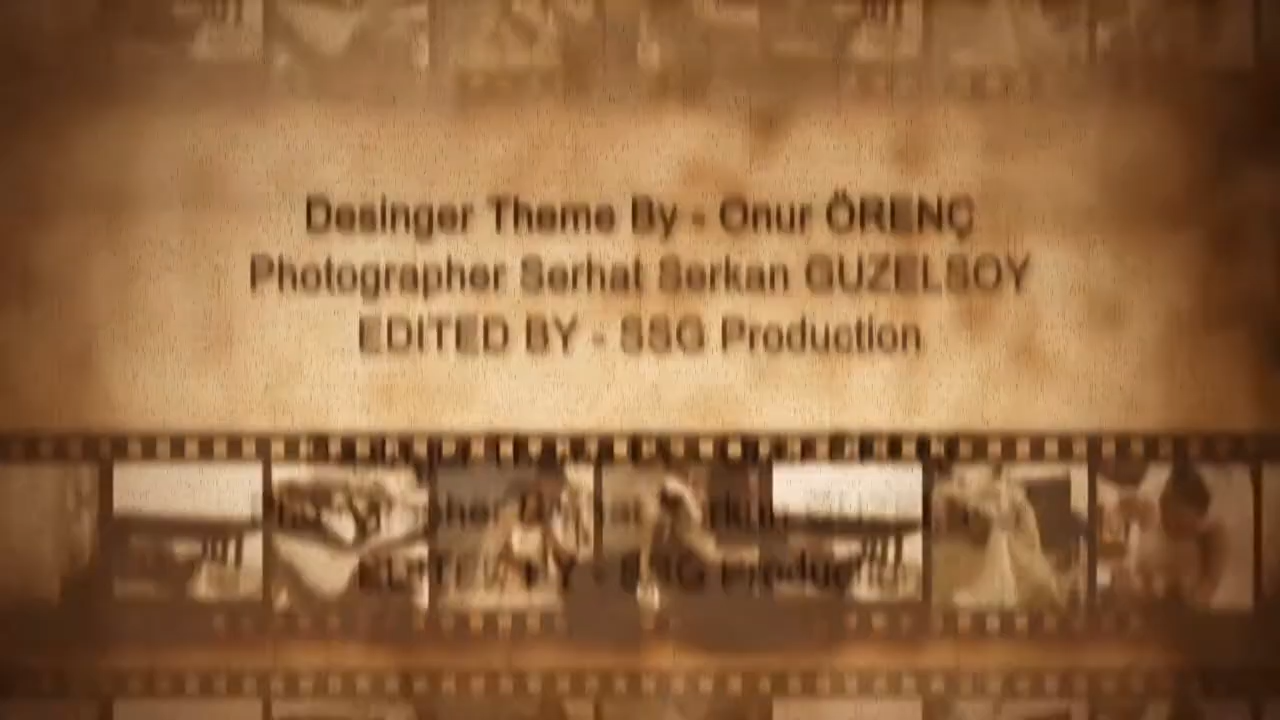 Desinger Theme By - Onur ÖRENÇ
Photographer Serhat Serkan GUZELSOY
EDITED BY - SSG Production